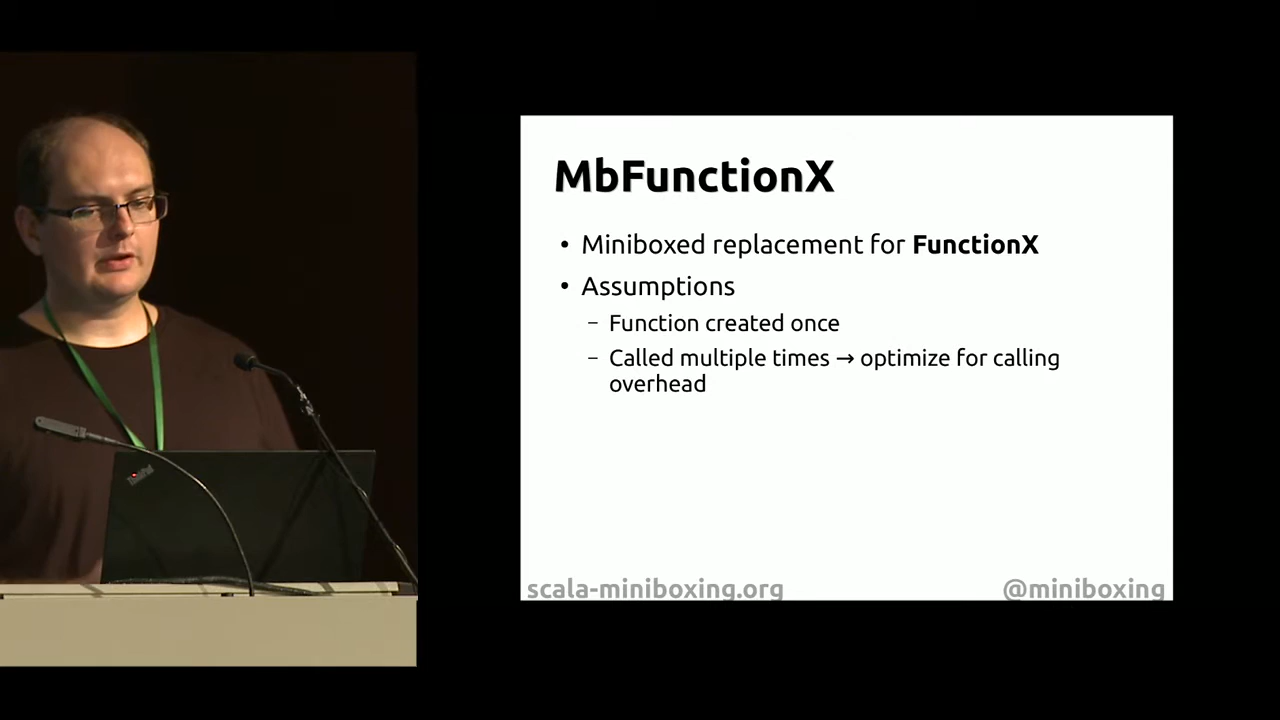 MbFunctionX
• Miniboxed replacement for FunctionX
• Assumptions
– Function created once
– Called multiple times → optimize for calling
overhead
scala-miniboxing.org
@miniboxing
ThinkPad